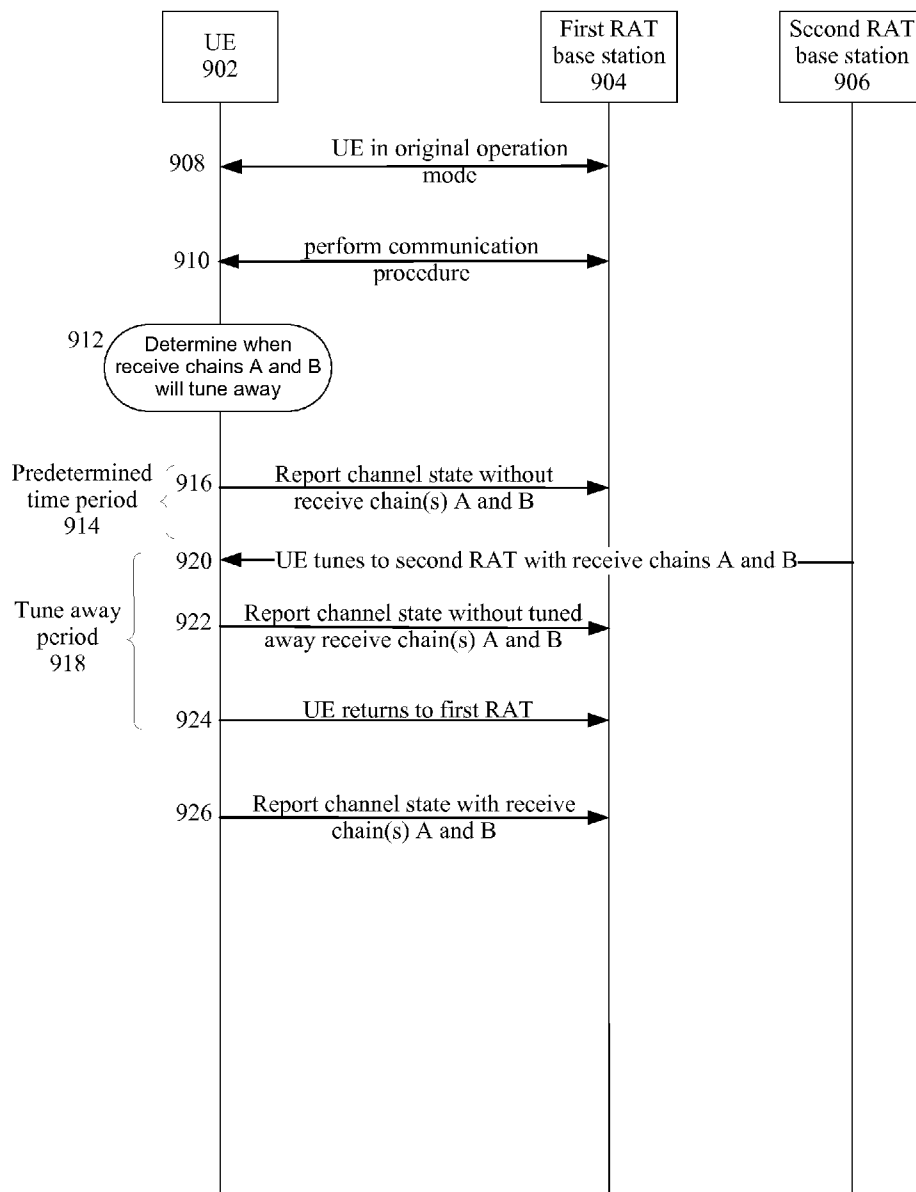 UE
902
First RAT
base station
904
Second RAT
base station
906
908
UE in original operation
mode
910
perform communication
procedure
912
Determine when
receive chains A and B
will tune away
Predetermined
time period
914
916
Report channel state without
receive chain(s) A and B
920
UE tunes to second RAT with receive chains A and B
Tune away
period
918
922
Report channel state without tuned
away receive chain(s) A and B
924
UE returns to first RAT
926
Report channel state with receive
chain(s) A and B